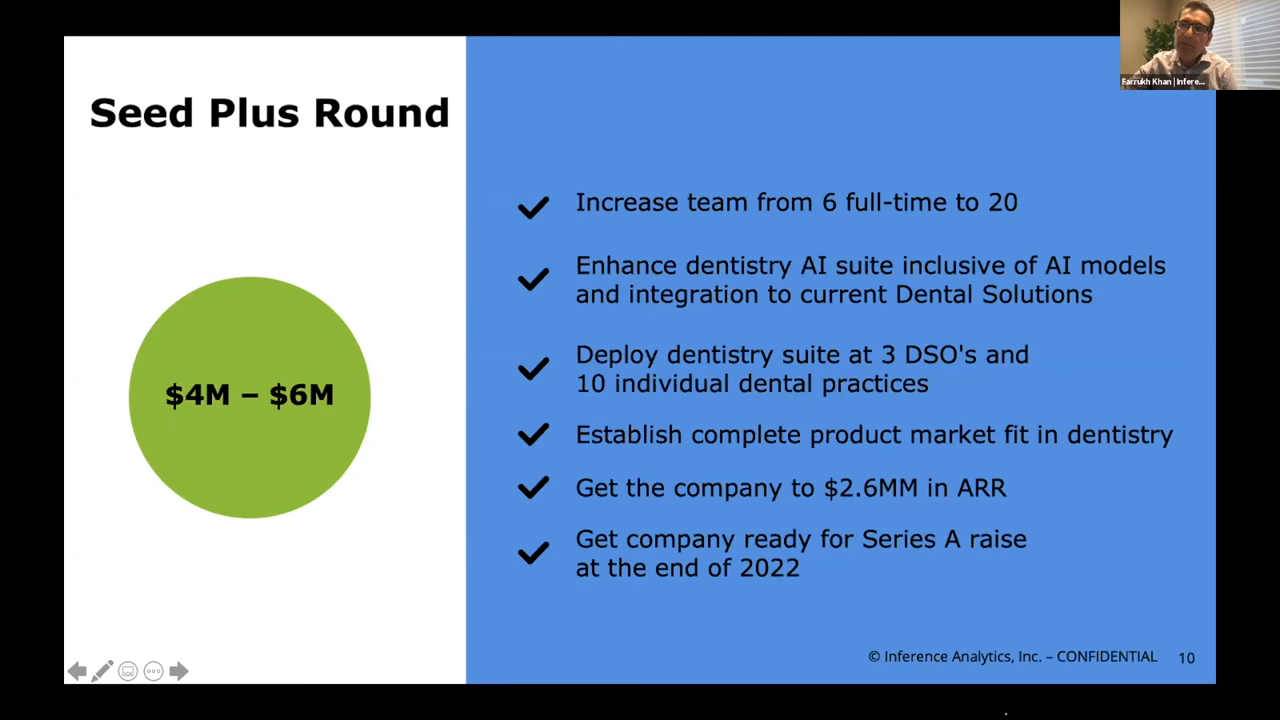 Farrukh Khan | Infere...
Seed Plus Round
$4M – $6M
Increase team from 6 full-time to 20
Enhance dentistry AI suite inclusive of AI models
and integration to current Dental Solutions
Deploy dentistry suite at 3 DSO's and
10 individual dental practices
Establish complete product market fit in dentistry
Get the company to $2.6MM in ARR
Get company ready for Series A raise
at the end of 2022
© Inference Analytics, Inc. – CONFIDENTIAL 10